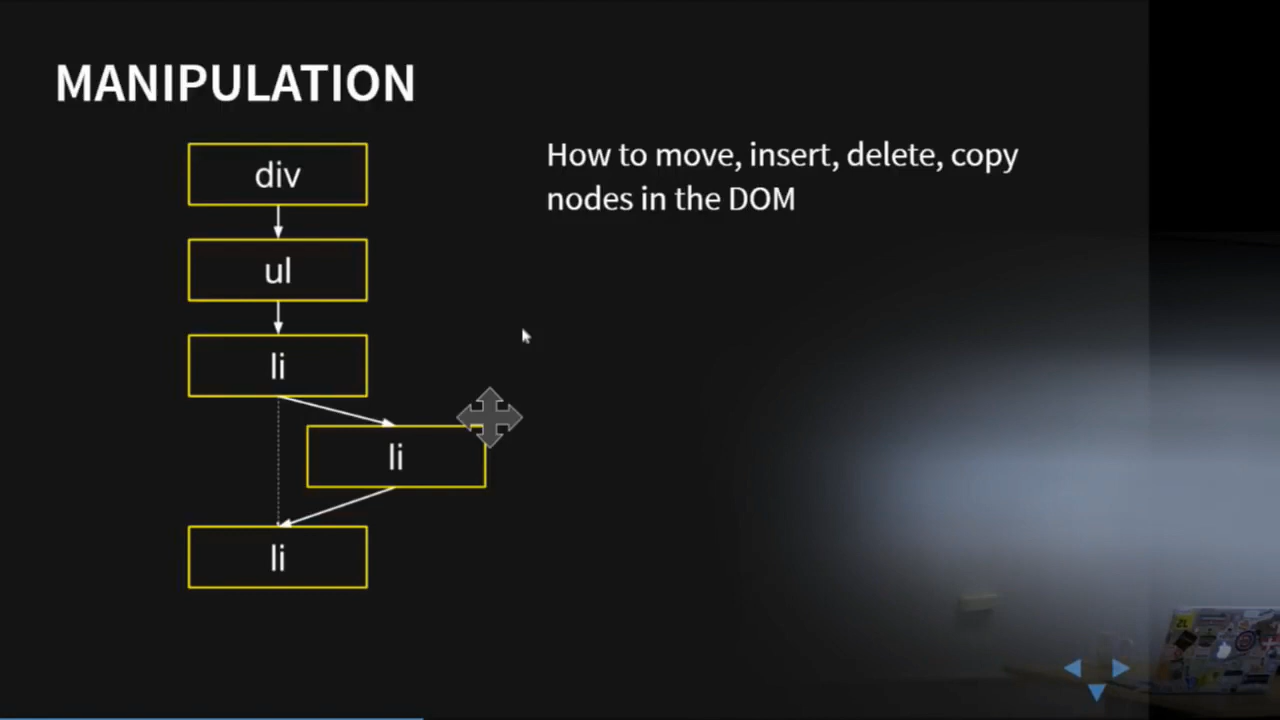 MANIPULATION
div
ul
li
li
li
How to move, insert, delete, copy
nodes in the DOM